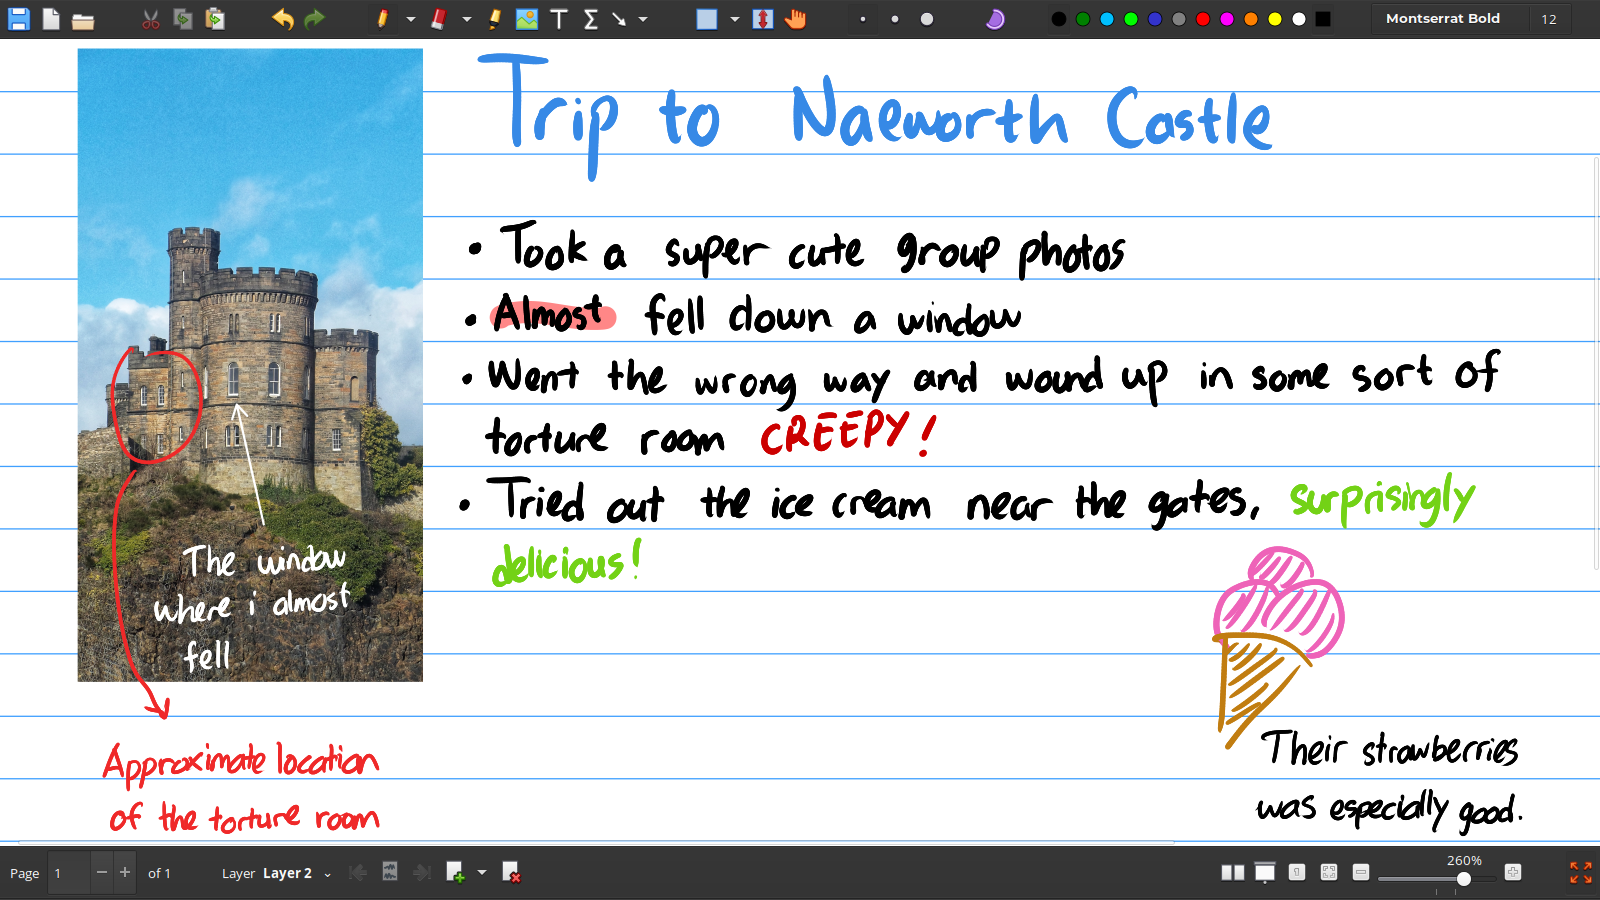 Montserrat Bold 12
Trip to Naeworth Castle
• Took a super cute group photos
• Almost fell down a window
• Went the wrong way and wound up in some sort of
torture room CREEPY!
• Tried out the ice cream near the gates, surprisingly
delicious!
The window
where i almost
fell
Approximate location
of the torture room
Their strawberries
was especially good.
Page 1 of 1 Layer Layer 2 260%